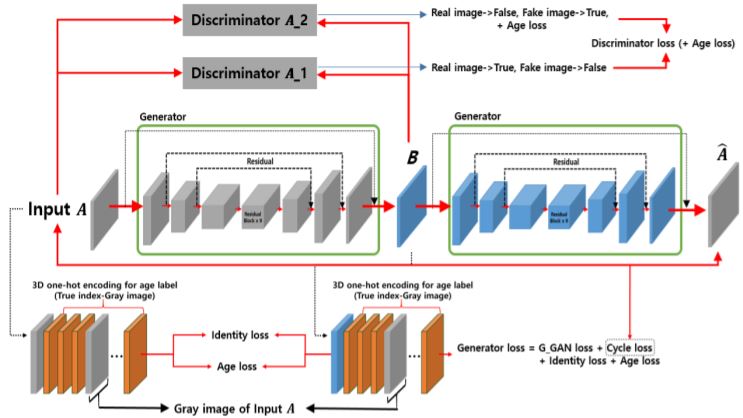 Discriminator A_2
Real image->False, Fake image->True,
+ Age loss
Discriminator loss (+ Age loss)
Discriminator A_1
Real image->True, Fake image->False
Generator
Generator
Residual
B
Residual
Â
Input A
Residual
Block x 9
Residual
Block x 9
3D one-hot encoding for age label
(True index-Gray image)
3D one-hot encoding for age label
(True index-Gray image)
...
Identity loss
Age loss
...
Generator loss = G_GAN loss + Cycle loss
+ Identity loss + Age loss
Gray image of Input A